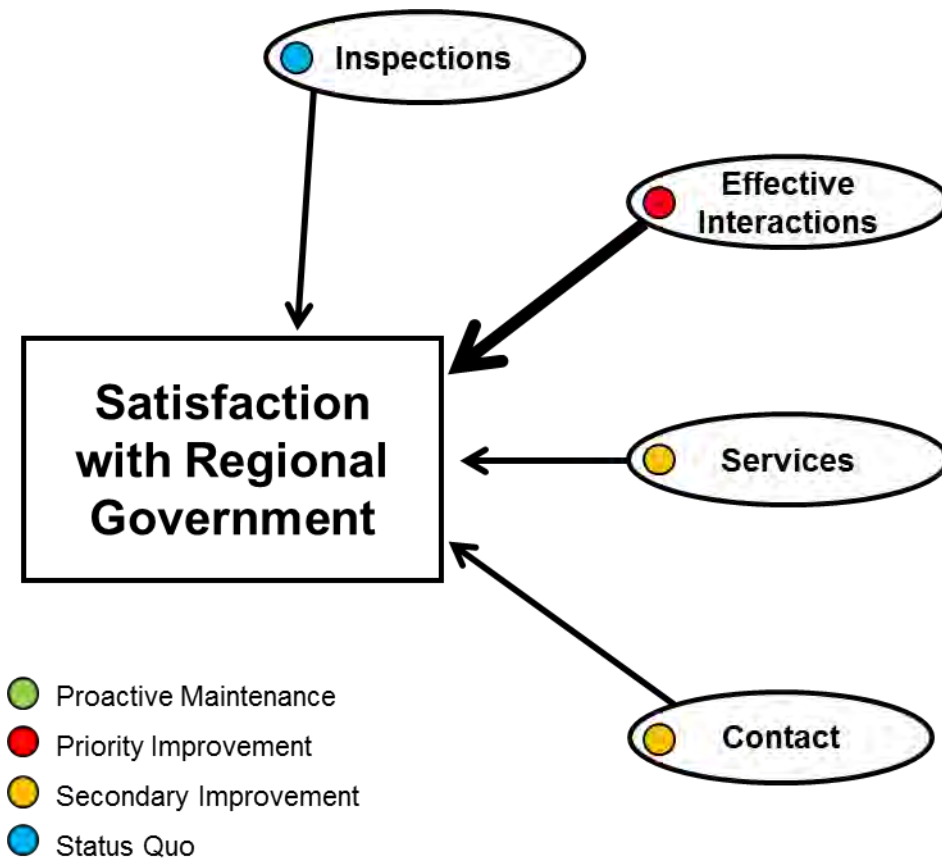 Inspections
Effective
Interactions
Satisfaction
with Regional
Government
Services
Contact
Proactive Maintenance
Priority Improvement
Secondary Improvement
Status Quo